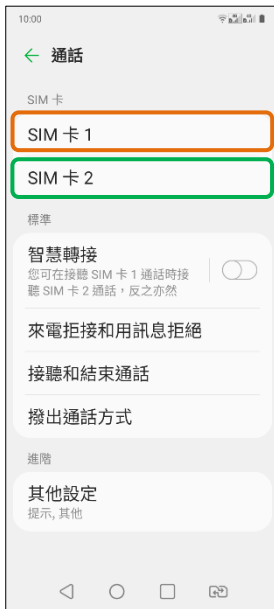 10:00
通話
SIM 卡
SIM 卡 1
SIM 卡 2
標準
智慧轉接
您可在接聽 SIM 卡 1 通話時接
聽 SIM 卡 2 通話，反之亦然
來電拒接和用訊息拒絕
接聽和結束通話
撥出通話方式
進階
其他設定
提示, 其他